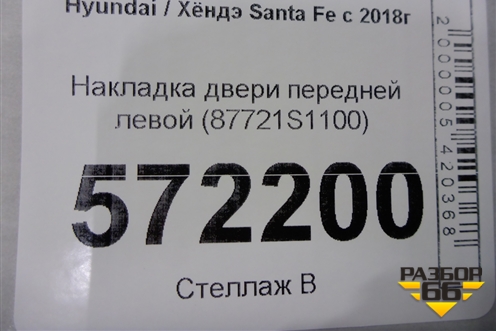 Hyundai / Хёндэ Santa Fe с 2018г
Накладка двери передней
левой (87721S1100)
572200
Стеллаж В
2000005420368
РАЗБОР
66